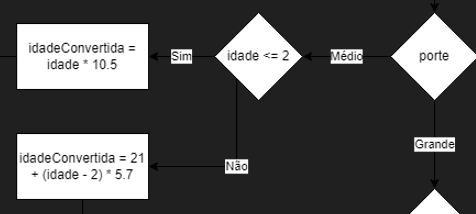 idadeConvertida =
idade * 10.5
Sim
idade <= 2
Médio
porte
Grande
Não
idadeConvertida = 21
+ (idade - 2) * 5.7